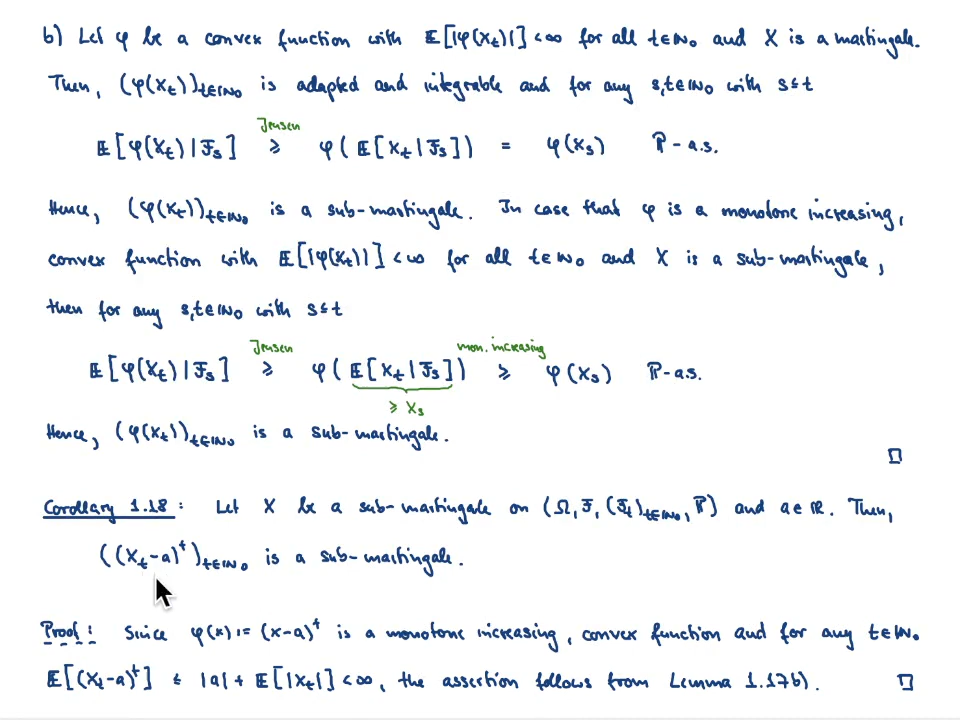 b) Let φ be a convex function with 𝔼[|φ(X_t)|] < ∞ for all t∈ℕ₀ and X is a martingale.
Then, (φ(X_t))_{t∈ℕ₀} is adapted and integrable and for any s,t∈ℕ₀ with s≤t
Jensen
𝔼[φ(X_t)|𝓕_s] ≥ φ(𝔼[X_t|𝓕_s]) = φ(X_s) ℙ-a.s.
Hence, (φ(X_t))_{t∈ℕ₀} is a sub-martingale. In case that φ is a monotone increasing,
convex function with 𝔼[|φ(X_t)|] < ∞ for all t∈ℕ₀ and X is a sub-martingale,
then for any s,t∈ℕ₀ with s≤t
Jensen mon. increasing
𝔼[φ(X_t)|𝓕_s] ≥ φ(𝔼[X_t|𝓕_s]) ≥ φ(X_s) ℙ-a.s.
≥ X_s
Hence, (φ(X_t))_{t∈ℕ₀} is a sub-martingale.
□
Corollary 1.18: Let X be a sub-martingale on (Ω, 𝓕, (𝓕_t)_{t∈ℕ₀}, ℙ) and a∈ℝ. Then,
((X_t-a)⁺)_{t∈ℕ₀} is a sub-martingale.
Proof: Since φ(x) := (x-a)⁺ is a monotone increasing, convex function and for any t∈ℕ₀
𝔼[(X_t-a)⁺] ≤ |a| + 𝔼[|X_t|] < ∞, the assertion follows from Lemma 1.17b). □